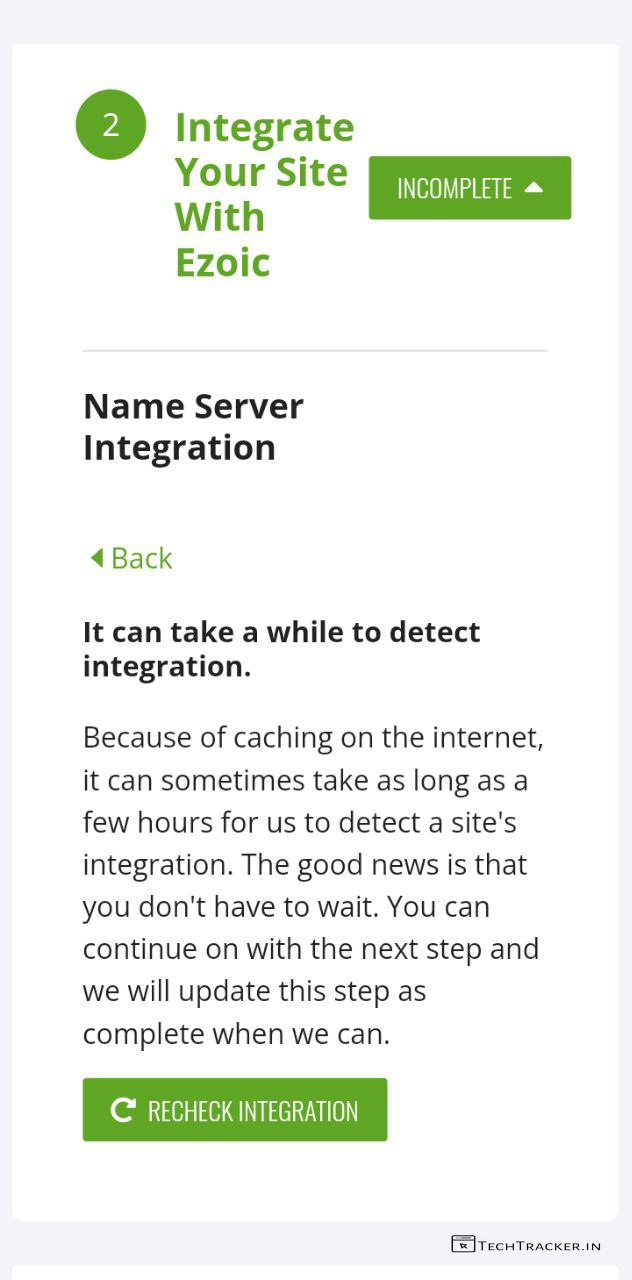 2
Integrate
Your Site
With
Ezoic
INCOMPLETE
Name Server
Integration
Back
It can take a while to detect
integration.
Because of caching on the internet,
it can sometimes take as long as a
few hours for us to detect a site's
integration. The good news is that
you don't have to wait. You can
continue on with the next step and
we will update this step as
complete when we can.
RECHECK INTEGRATION
TECHTRACKER.IN